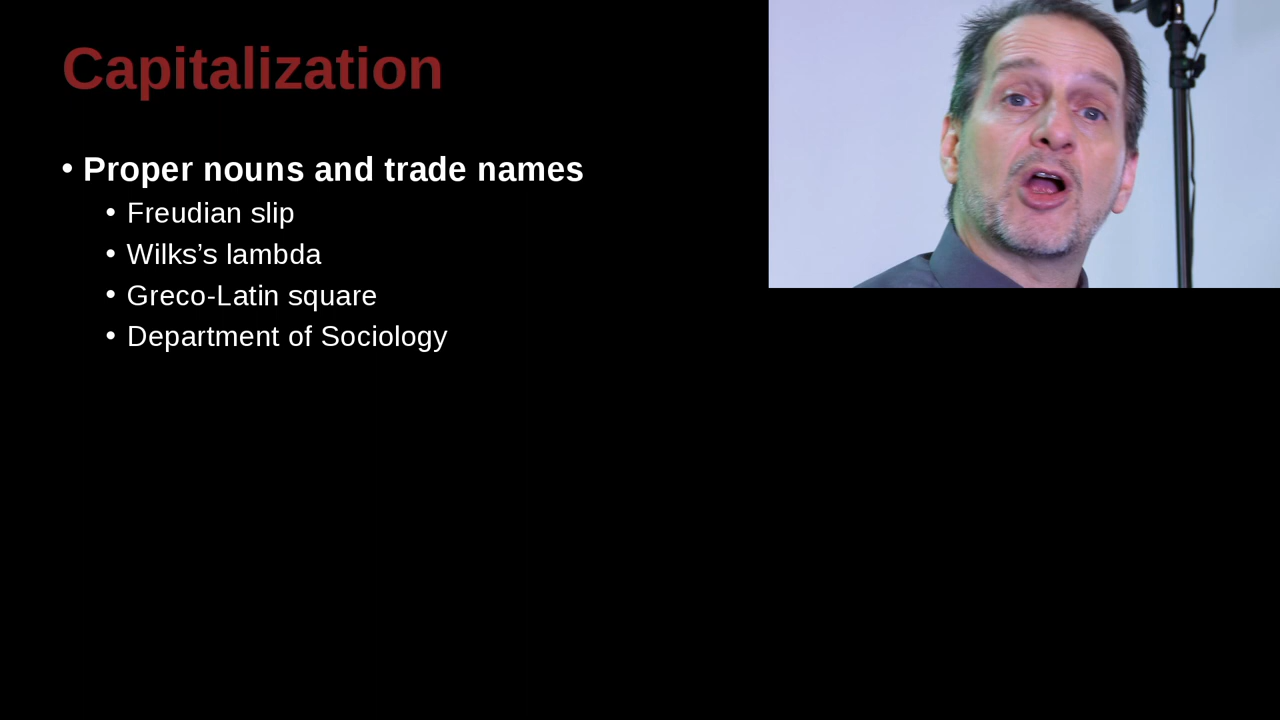 Capitalization
• Proper nouns and trade names
• Freudian slip
• Wilks’s lambda
• Greco-Latin square
• Department of Sociology